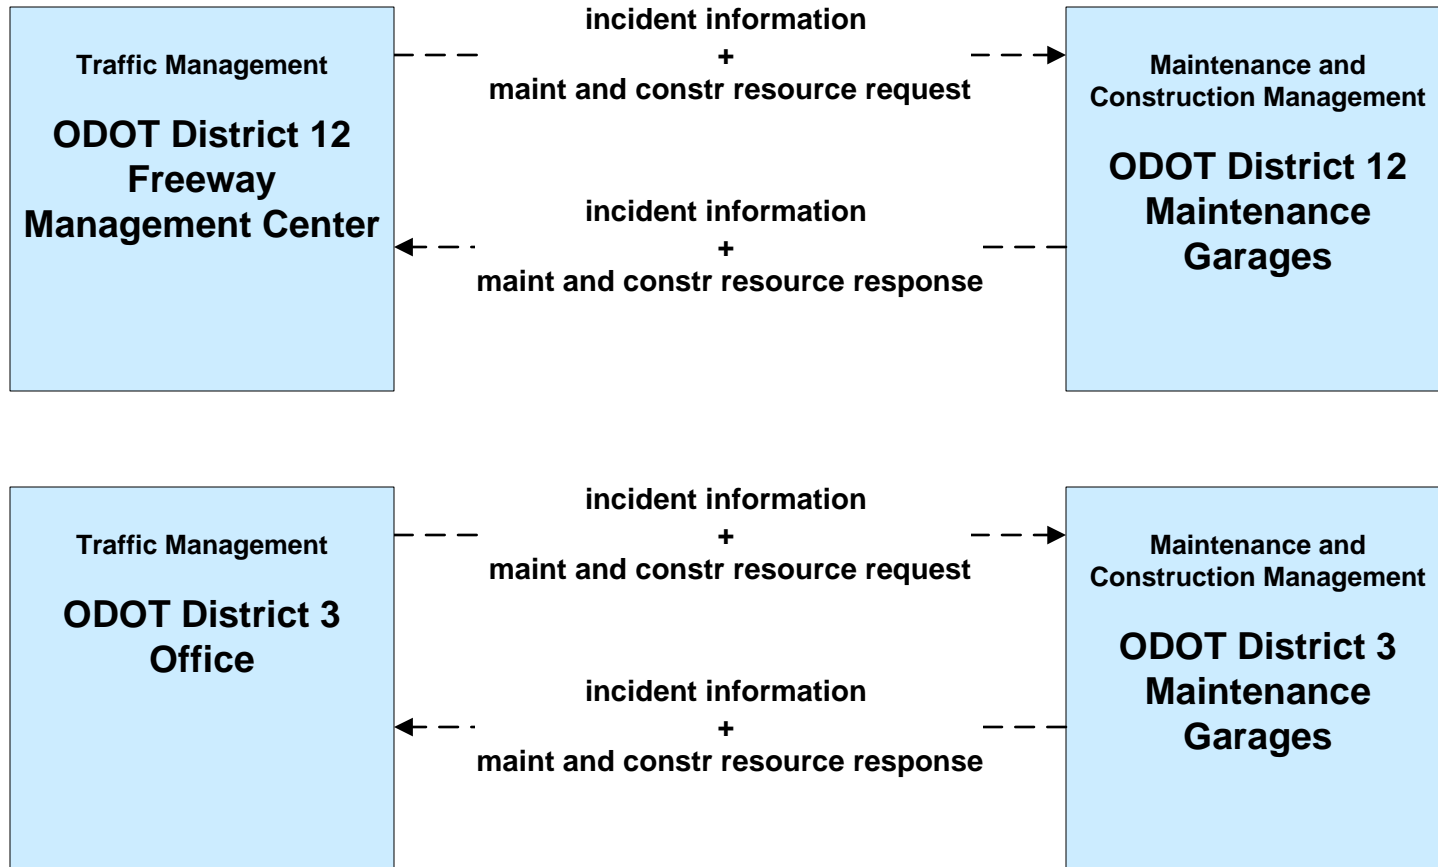 Traffic Management
ODOT District 12
Freeway
Management Center
incident information
+
maint and constr resource request
incident information
+
maint and constr resource response
Maintenance and
Construction Management
ODOT District 12
Maintenance
Garages
Traffic Management
ODOT District 3
Office
incident information
+
maint and constr resource request
incident information
+
maint and constr resource response
Maintenance and
Construction Management
ODOT District 3
Maintenance
Garages